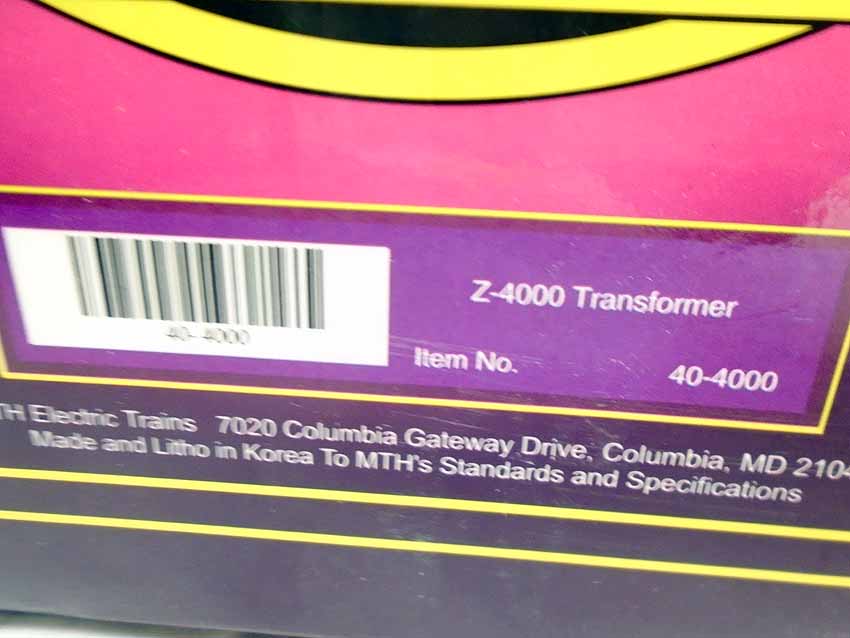 40-4000
Z-4000 Transformer
Item No. 40-4000
TH Electric Trains 7020 Columbia Gateway Drive, Columbia, MD 2104
Made and Litho in Korea To MTH's Standards and Specifications